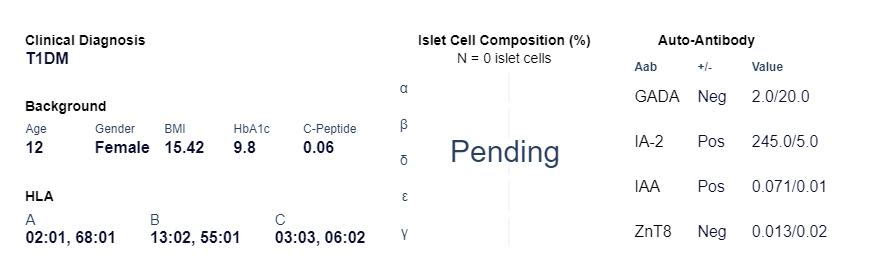 Clinical Diagnosis
T1DM
Background
Age Gender BMI HbA1c C-Peptide
12 Female 15.42 9.8 0.06
HLA
A B C
02:01, 68:01 13:02, 55:01 03:03, 06:02
Islet Cell Composition (%)
N = 0 islet cells
α
β
δ
ε
γ
Pending
Auto-Antibody
Aab +/- Value
GADA Neg 2.0/20.0
IA-2 Pos 245.0/5.0
IAA Pos 0.071/0.01
ZnT8 Neg 0.013/0.02